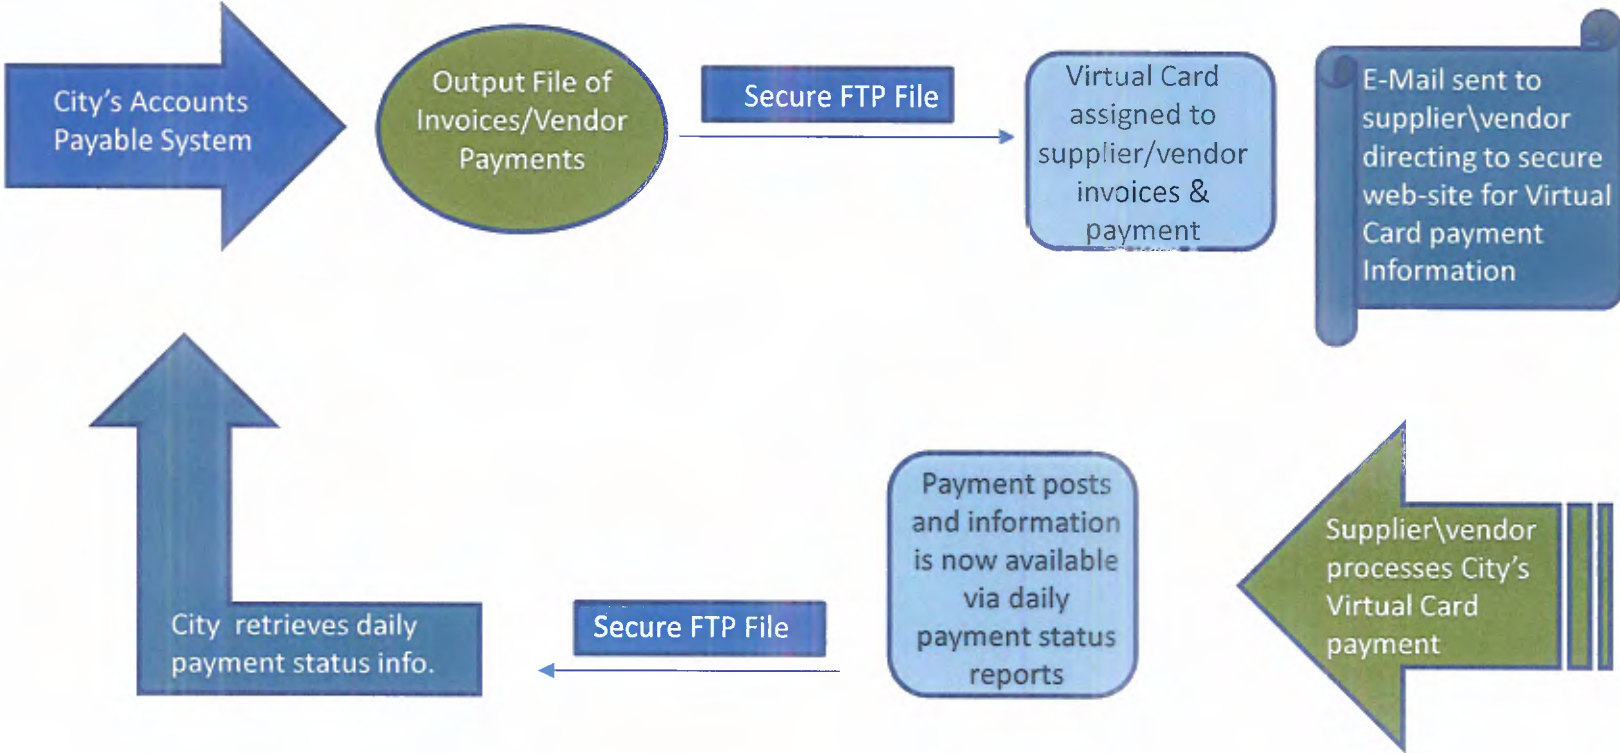 City's Accounts
Payable System
Output File of
Invoices/Vendor
Payments
Secure FTP File
Virtual Card
assigned to
supplier/vendor
invoices &
payment
E-Mail sent to
supplier\vendor
directing to secure
web-site for Virtual
Card payment
Information
Supplier\vendor
processes City's
Virtual Card
payment
Payment posts
and information
is now available
via daily
payment status
reports
Secure FTP File
City retrieves daily
payment status info.